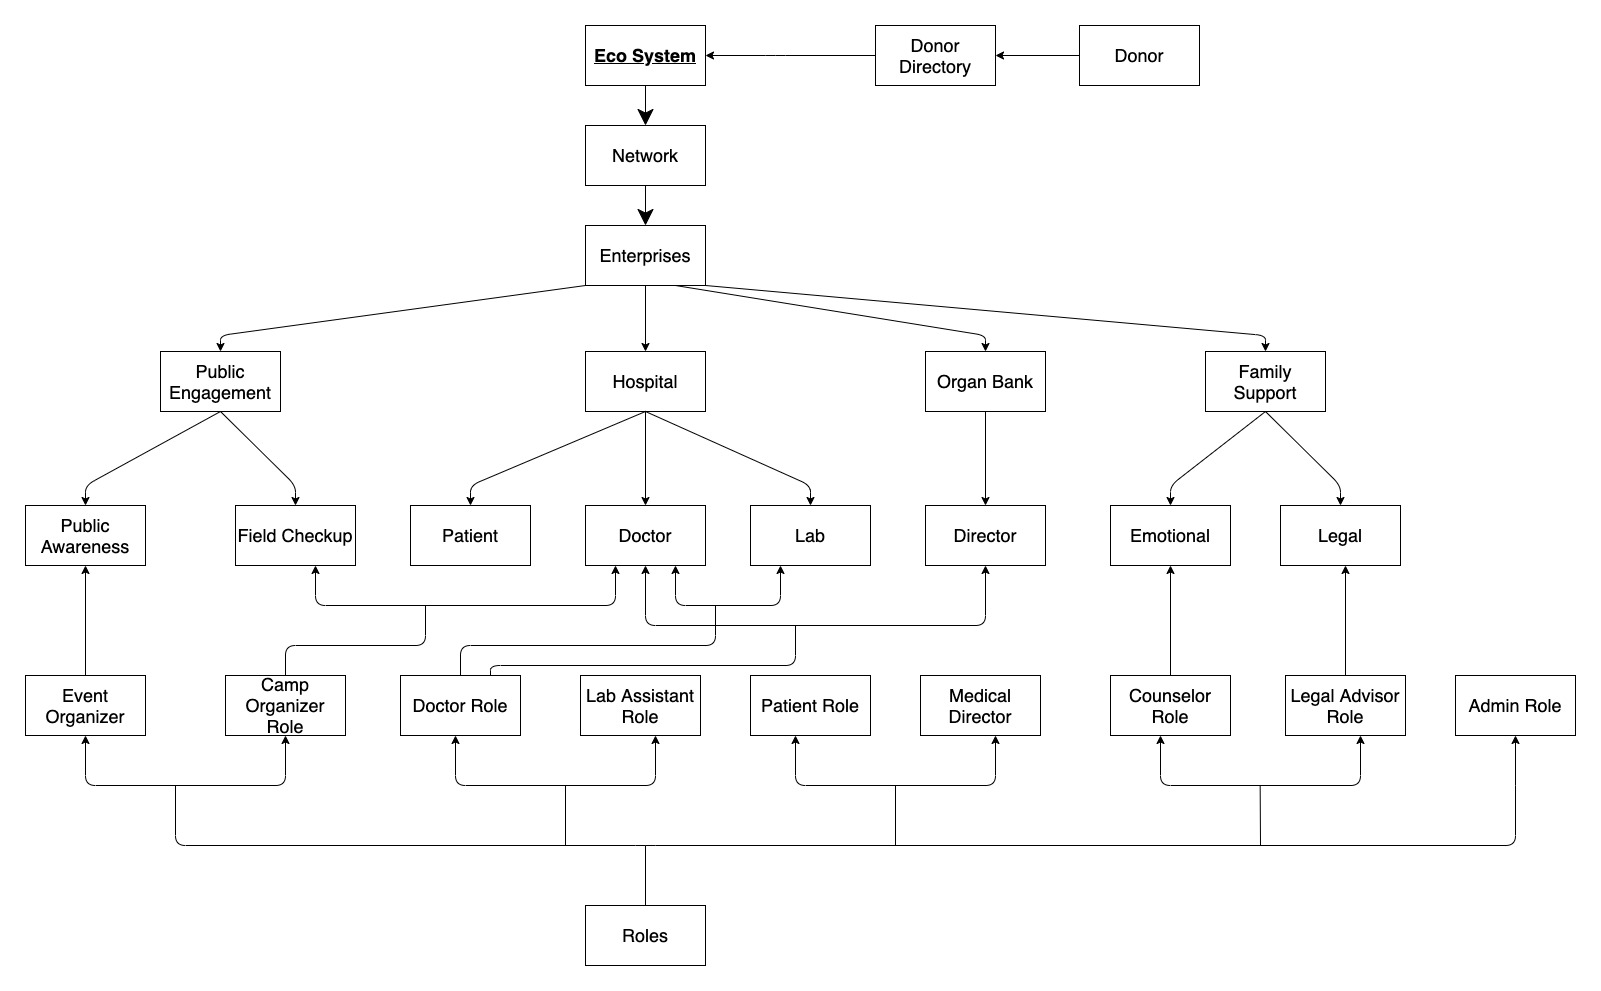 Eco System
Donor
Directory
Donor
Network
Enterprises
Public
Engagement
Hospital
Organ Bank
Family
Support
Public
Awareness
Field Checkup
Patient
Doctor
Lab
Director
Emotional
Legal
Event
Organizer
Camp
Organizer
Role
Doctor Role
Lab Assistant
Role
Patient Role
Medical
Director
Counselor
Role
Legal Advisor
Role
Admin Role
Roles